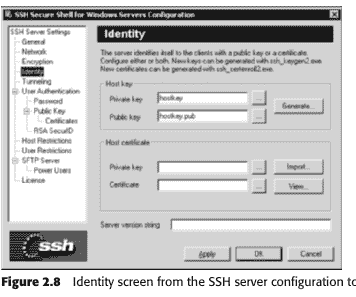 SSH Secure Shell for Windows Servers Configuration
SSH Server Settings
General
Network
Encryption
Identity
Tunneling
User Authentication
Password
Public Key
Certificates
RSA SecurID
Host Restrictions
User Restrictions
SFTP Server
Power Users
License
ssh
Identity
The server identifies itself to the clients with a public key or a certificate.
Configure either or both. New keys can be generated with ssh_keygen2.exe.
New certificates can be generated with ssh_certenroll2.exe.
Host key
Private key
hostkey
...
Generate...
Public key
hostkey.pub
...
Host certificate
Private key
...
Import...
Certificate
...
View...
Server version string
Apply
OK
Cancel
Figure 2.8 Identity screen from the SSH server configuration to